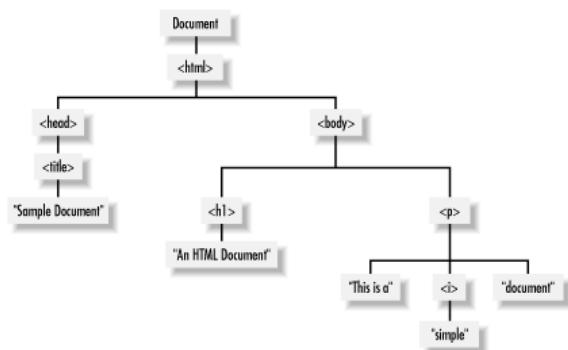 Document
<html>
<head>
<body>
<title>
"Sample Document"
<h1>
<p>
"An HTML Document"
"This is a"
<i>
"document"
"simple"